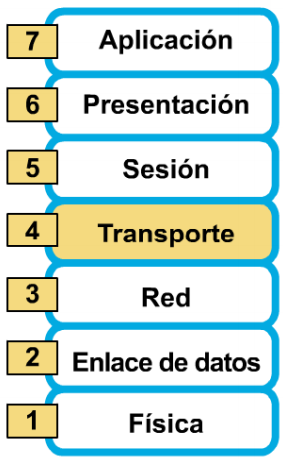 7 Aplicación
6 Presentación
5 Sesión
4 Transporte
3 Red
2 Enlace de datos
1 Física